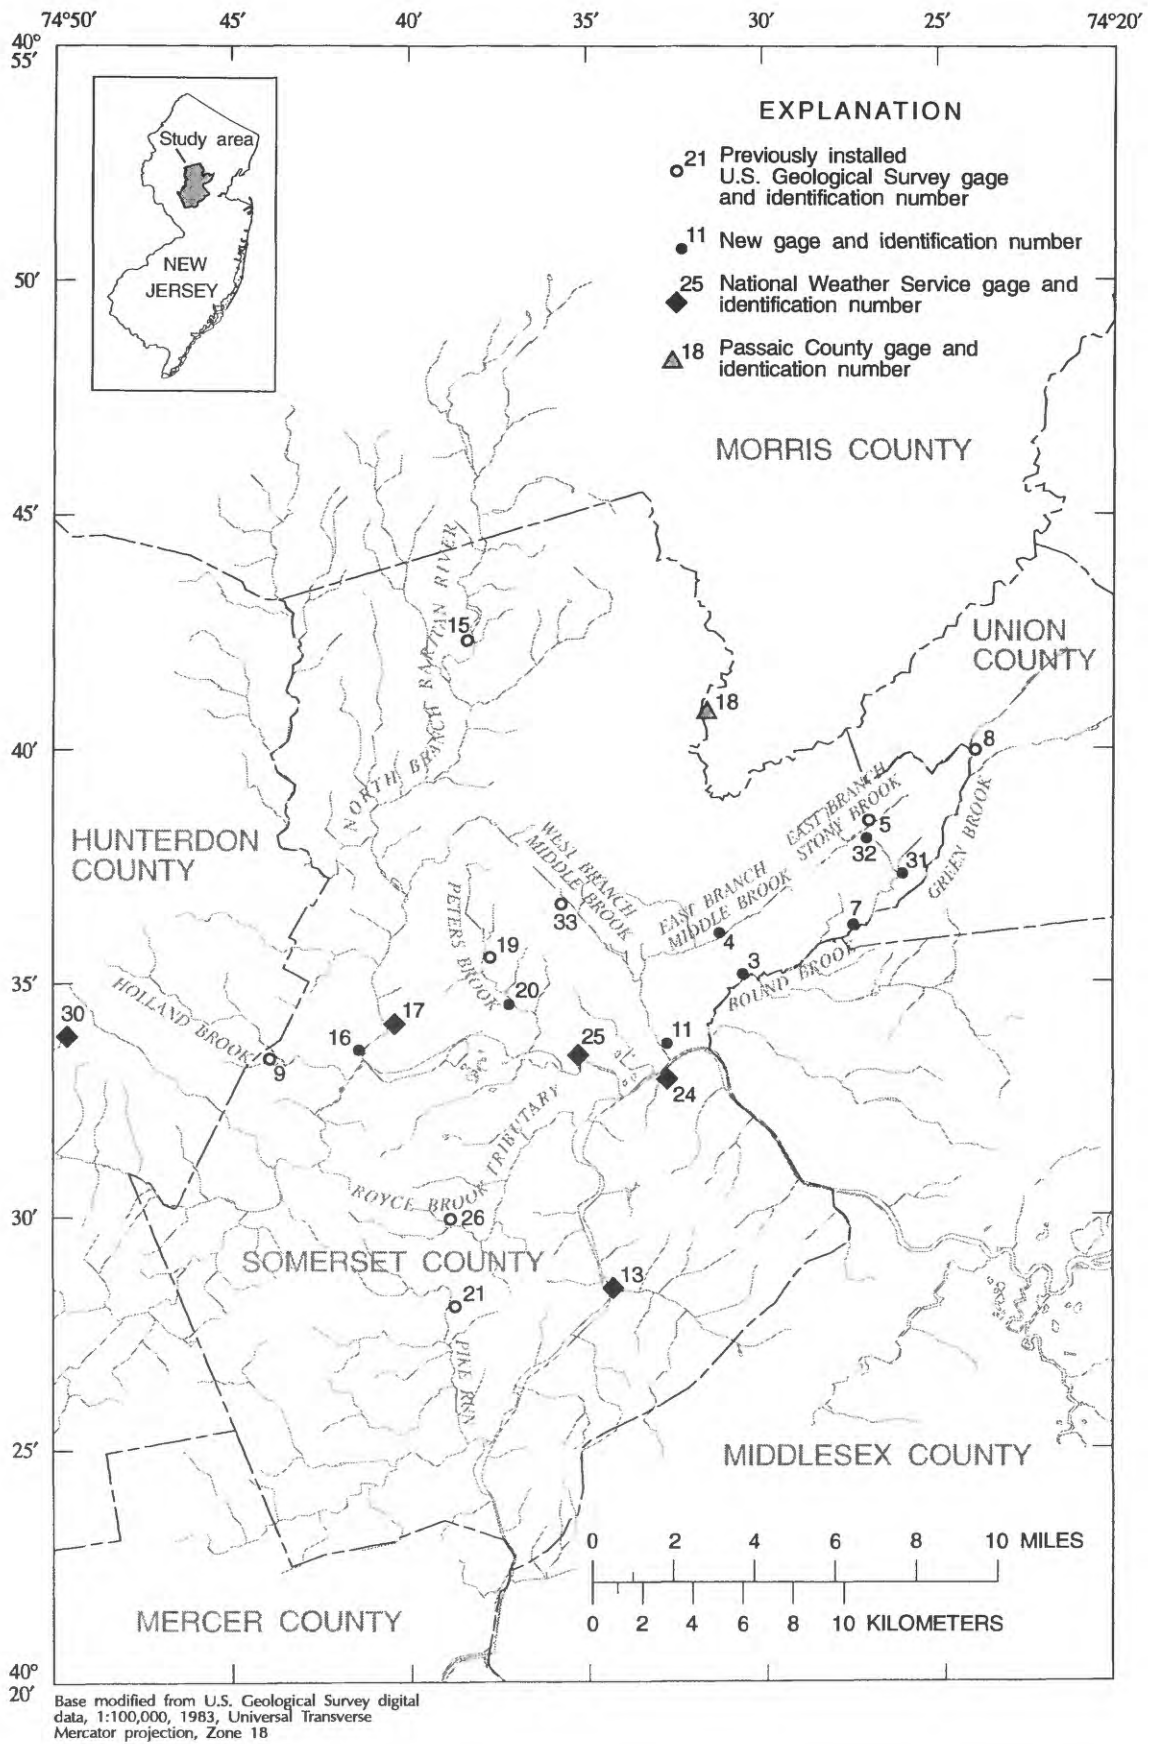 74°50′ 40′ 35′ 30′ 25′ 74°20′
40°
55′
50′
45′
40′
35′
30′
25′
40°
20′
Study area
NEW
JERSEY
EXPLANATION
21 Previously installed
U.S. Geological Survey gage
and identification number
11 New gage and identification number
25 National Weather Service gage and
identification number
18 Passaic County gage and
identication number
MORRIS COUNTY
UNION
COUNTY
HUNTERDON
COUNTY
SOMERSET COUNTY
MIDDLESEX COUNTY
MERCER COUNTY
NORTH BRANCH RARITAN RIVER
15
18
8
EAST BRANCH
STONY BROOK
5
32
31
GREEN BROOK
WEST BRANCH
MIDDLE BROOK
33
EAST BRANCH
MIDDLE BROOK
7
4
3
BOUND BROOK
PETERS BROOK
19
20
HOLLAND BROOK
30
9
16
17
25
11
24
ROYCE BROOK TRIBUTARY
26
13
21
PIKE RUN
0 2 4 6 8 10 MILES
0 2 4 6 8 10 KILOMETERS
Base modified from U.S. Geological Survey digital
data, 1:100,000, 1983, Universal Transverse
Mercator projection, Zone 18